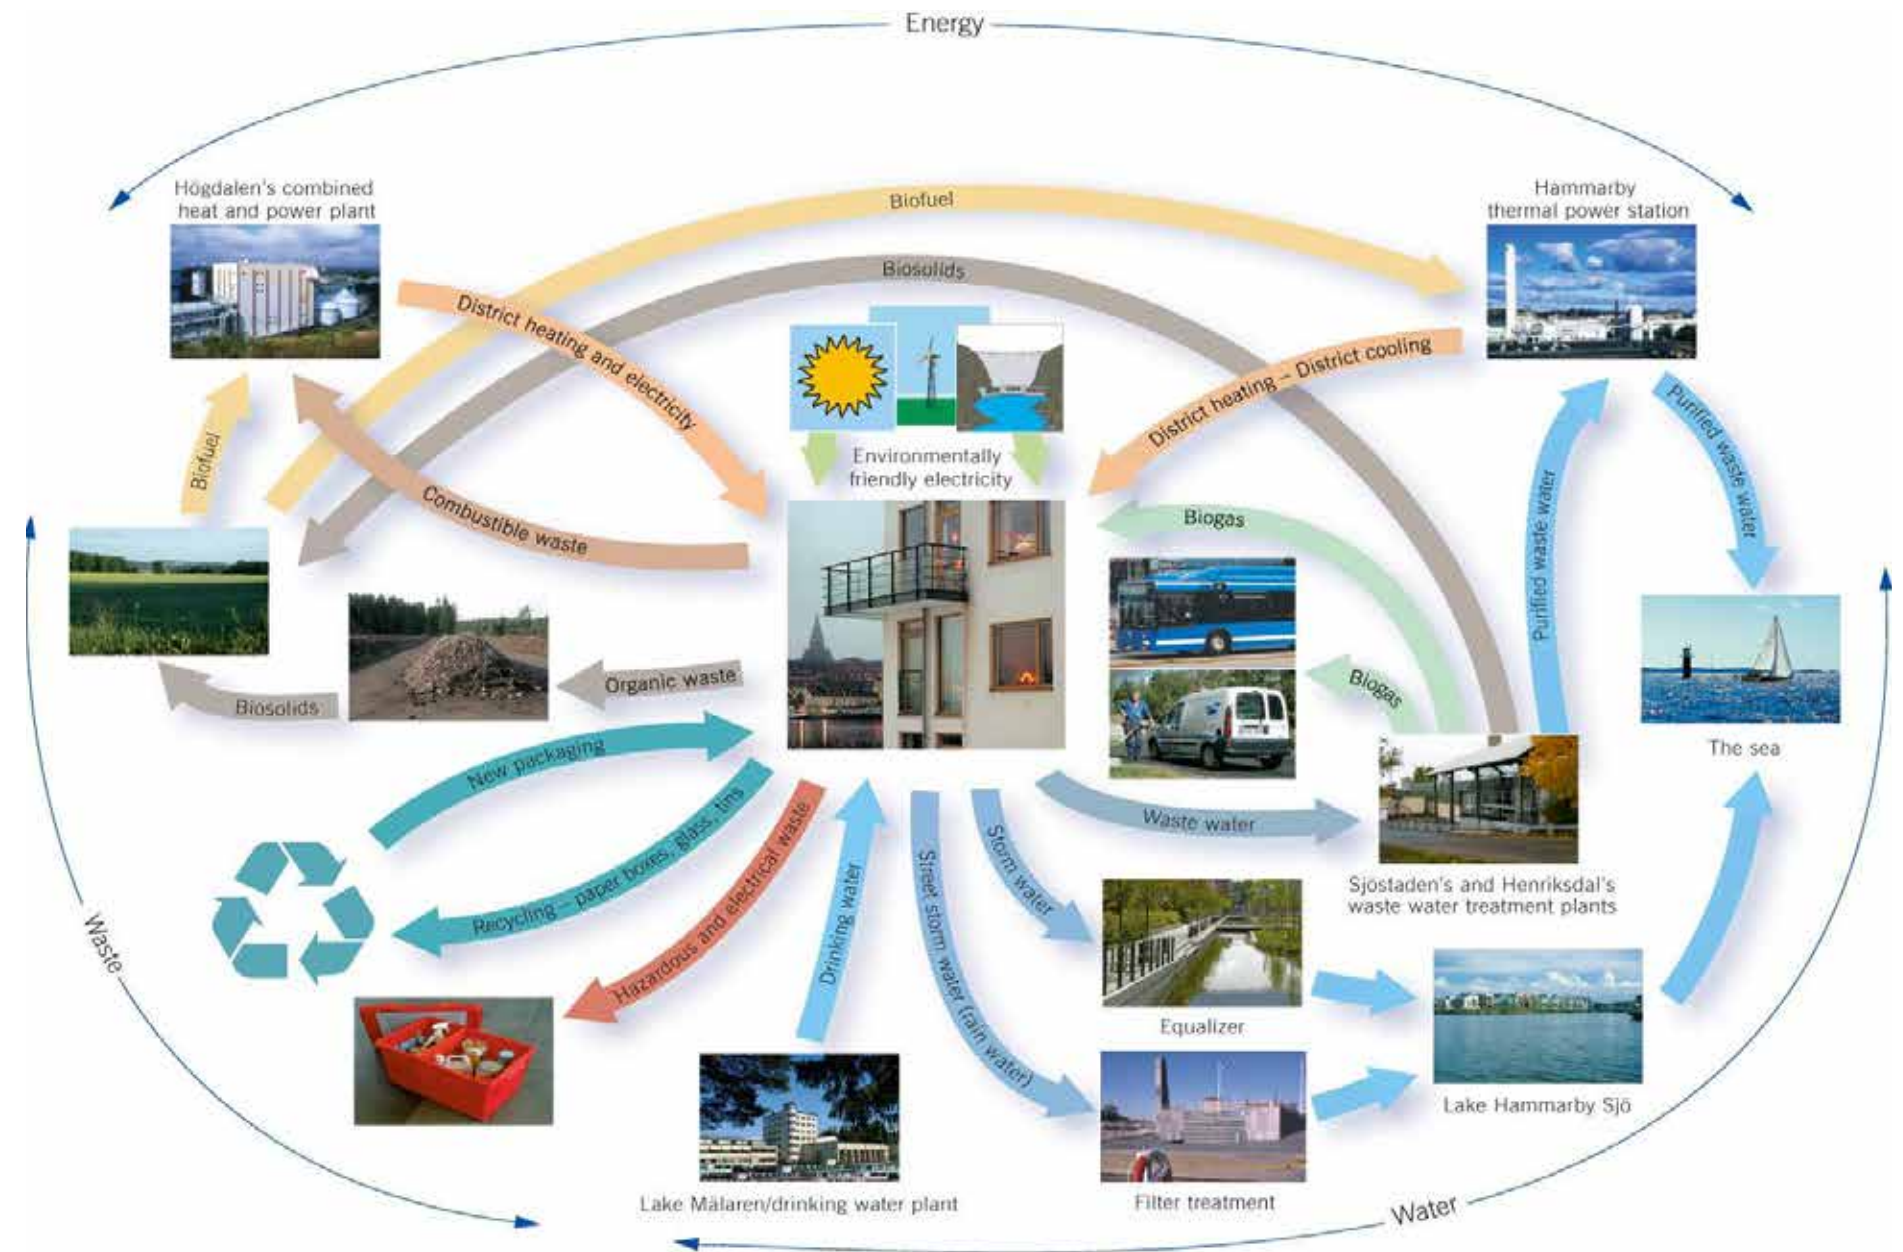 Energy
Högdalen's combined
heat and power plant
Hammarby
thermal power station
Biofuel
Biosolids
District heating and electricity
District heating – District cooling
Purified waste water
Environmentally
friendly electricity
Biofuel
Combustible waste
Biogas
Purified waste water
Organic waste
Biosolids
Biogas
The sea
New packaging
Recycling – paper boxes, glass, tins
Hazardous and electrical waste
Drinking water
Street storm water (rain water)
Storm water
Waste water
Sjöstaden's and Henriksdal's
waste water treatment plants
Waste
Equalizer
Lake Hammarby Sjö
Lake Mälaren/drinking water plant
Filter treatment
Water